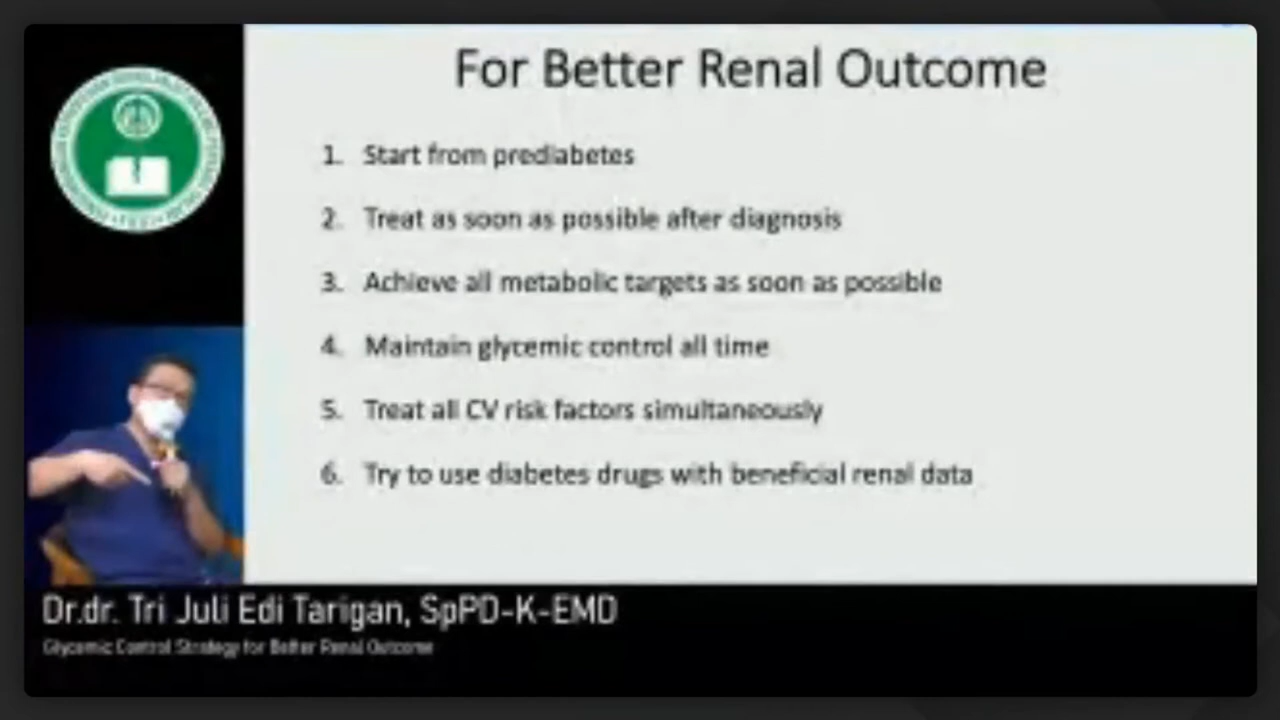 For Better Renal Outcome
1. Start from prediabetes
2. Treat as soon as possible after diagnosis
3. Achieve all metabolic targets as soon as possible
4. Maintain glycemic control all time
5. Treat all CV risk factors simultaneously
6. Try to use diabetes drugs with beneficial renal data
Dr.dr. Tri Juli Edi Tarigan, SpPD-K-EMD
Glycemic Control Strategy for Better Renal Outcome